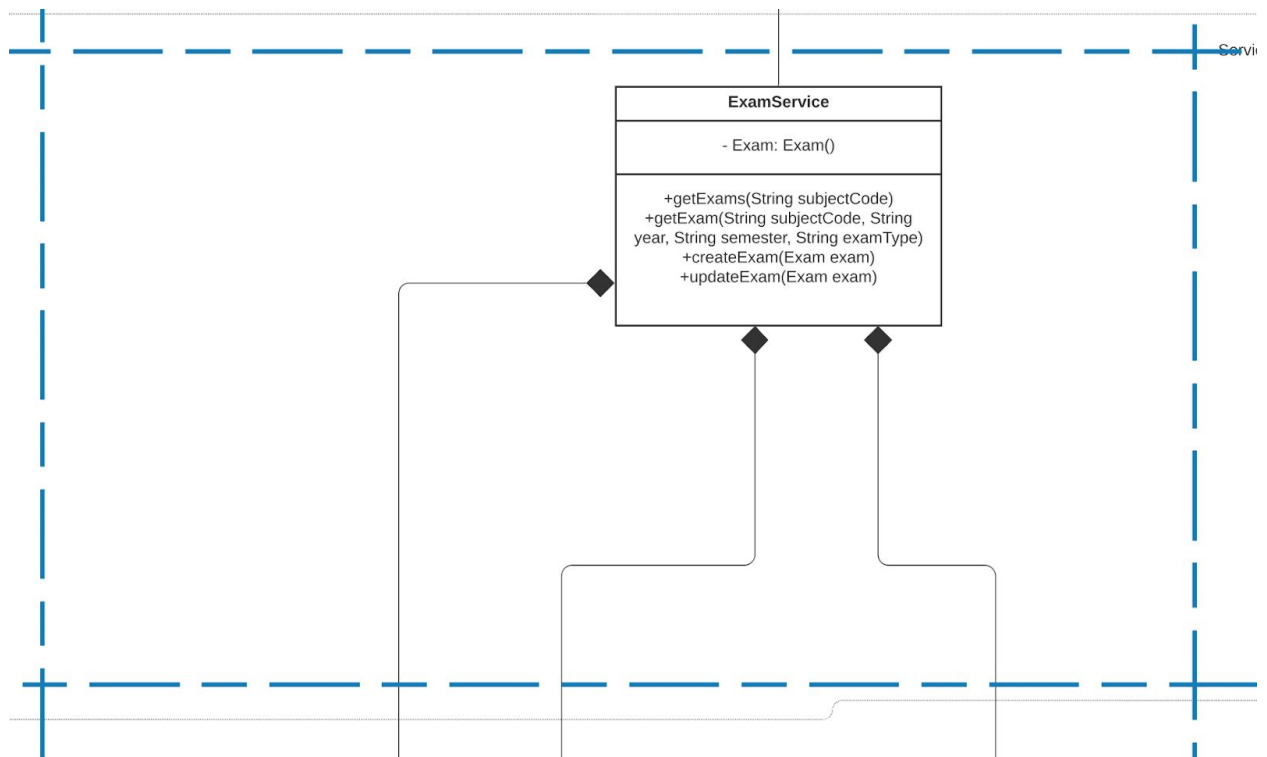 Servi
ExamService
- Exam: Exam()
+getExams(String subjectCode)
+getExam(String subjectCode, String
year, String semester, String examType)
+createExam(Exam exam)
+updateExam(Exam exam)